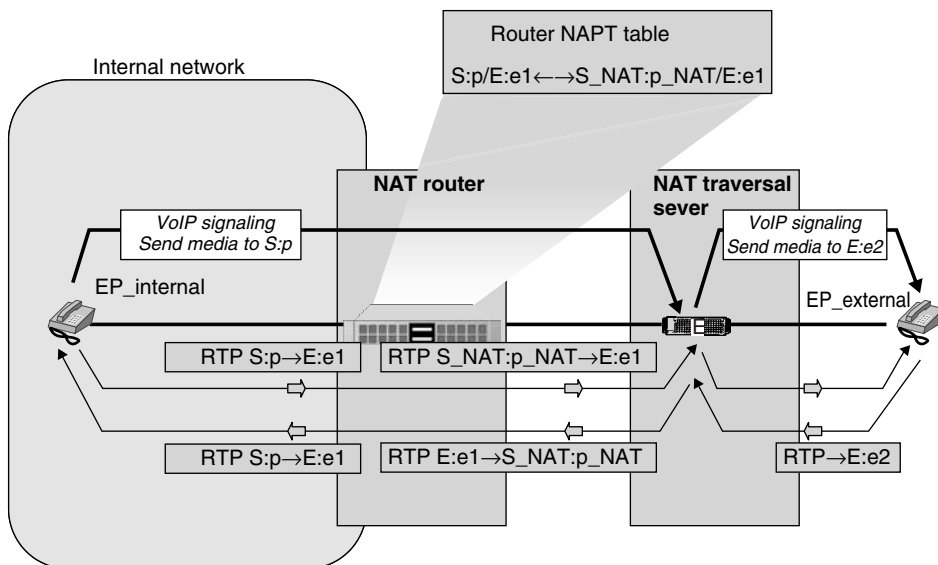 Router NAPT table
S:p/E:e1←→S_NAT:p_NAT/E:e1
Internal network
NAT router
NAT traversal
sever
VoIP signaling
Send media to S:p
VoIP signaling
Send media to E:e2
EP_internal
EP_external
RTP S:p→E:e1
RTP S_NAT:p_NAT→E:e1
RTP S:p→E:e1
RTP E:e1→S_NAT:p_NAT
RTP→E:e2